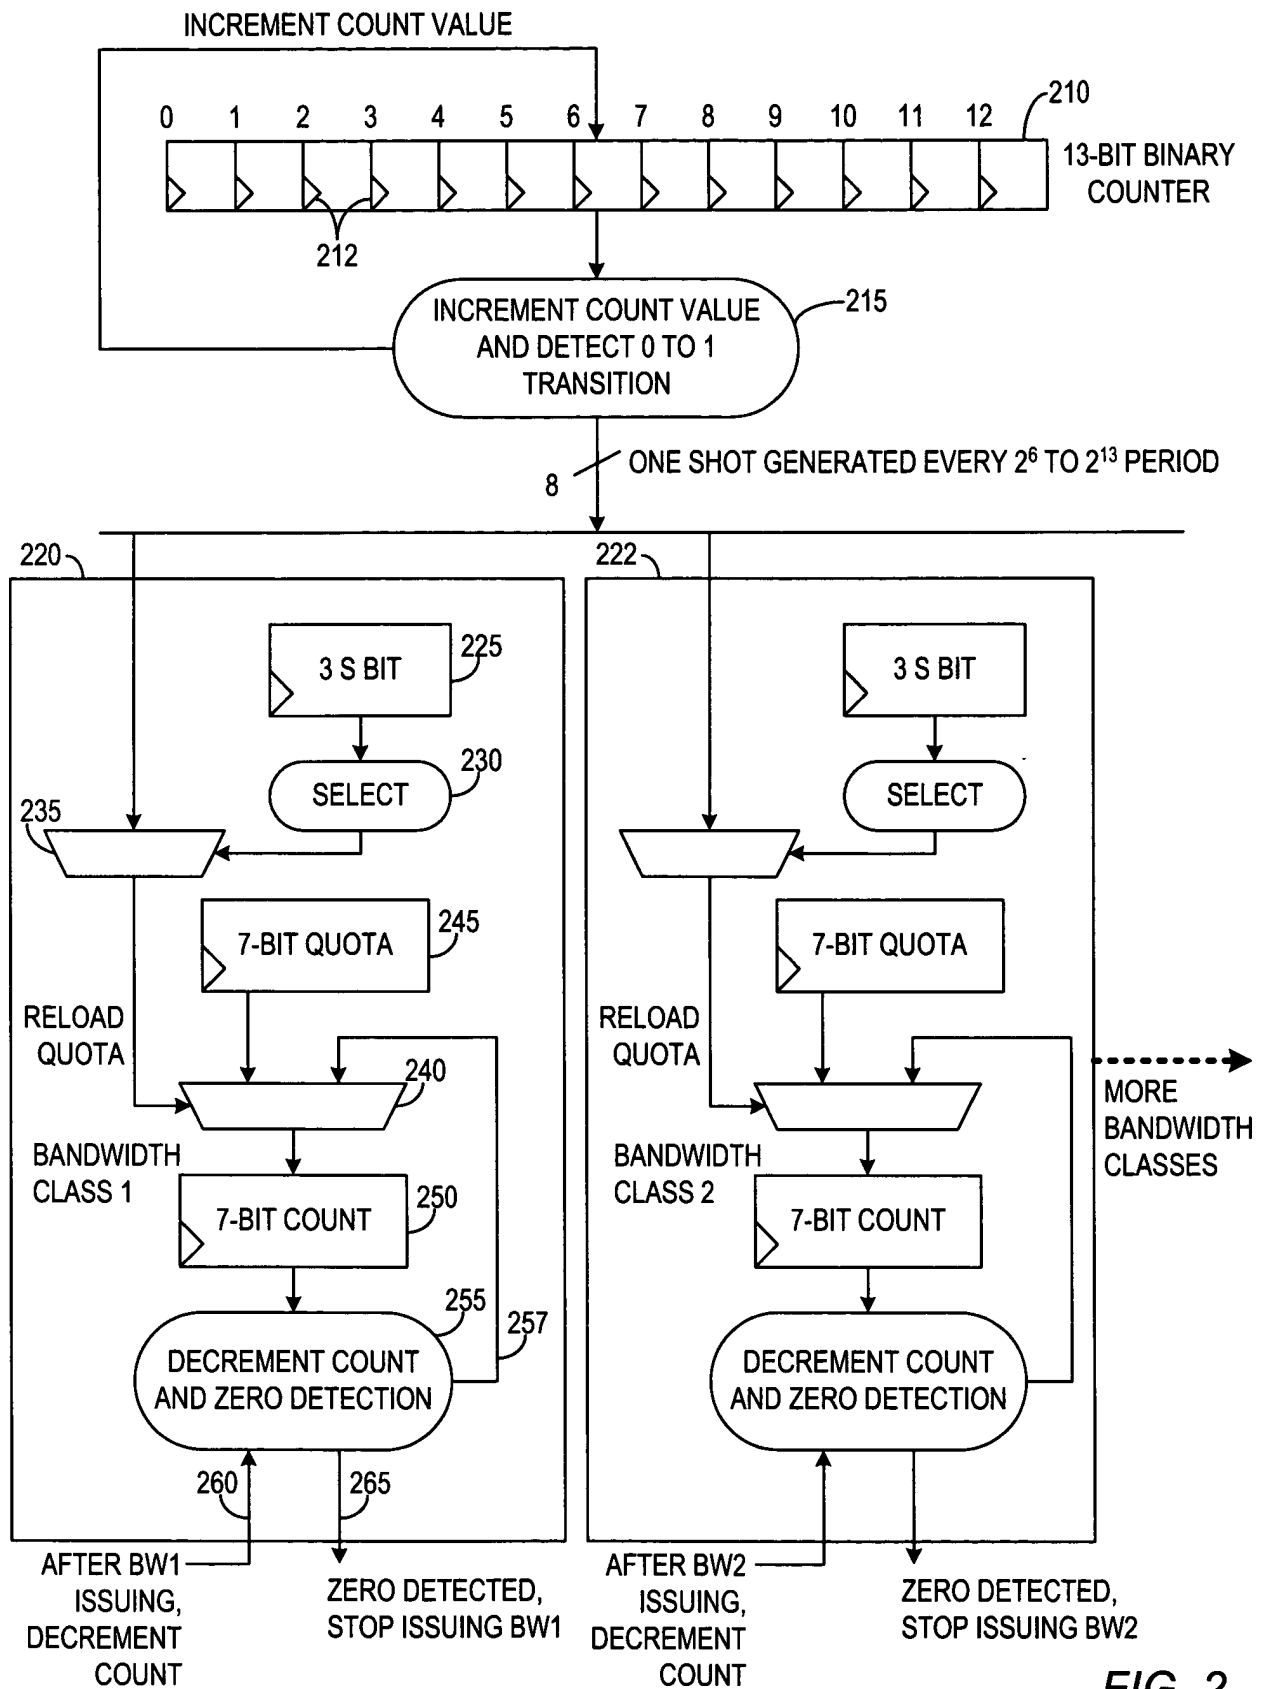 INCREMENT COUNT VALUE
0 1 2 3 4 5 6 7 8 9 10 11 12
210
13-BIT BINARY
COUNTER
212
INCREMENT COUNT VALUE
AND DETECT 0 TO 1
TRANSITION
215
8
ONE SHOT GENERATED EVERY 2⁶ TO 2¹³ PERIOD
220
3 S BIT
225
SELECT
230
235
7-BIT QUOTA
245
RELOAD
QUOTA
240
BANDWIDTH
CLASS 1
7-BIT COUNT
250
255
257
DECREMENT COUNT
AND ZERO DETECTION
260
265
AFTER BW1
ISSUING,
DECREMENT
COUNT
ZERO DETECTED,
STOP ISSUING BW1
222
3 S BIT
SELECT
7-BIT QUOTA
RELOAD
QUOTA
BANDWIDTH
CLASS 2
7-BIT COUNT
DECREMENT COUNT
AND ZERO DETECTION
AFTER BW2
ISSUING,
DECREMENT
COUNT
ZERO DETECTED,
STOP ISSUING BW2
MORE
BANDWIDTH
CLASSES
FIG. 2